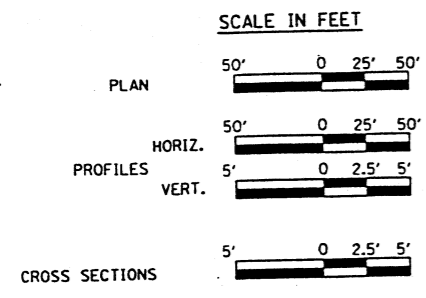 SCALE IN FEET
50' 0 25' 50'
PLAN
50' 0 25' 50'
HORIZ.
PROFILES
5' 0 2.5' 5'
VERT.
5' 0 2.5' 5'
CROSS SECTIONS